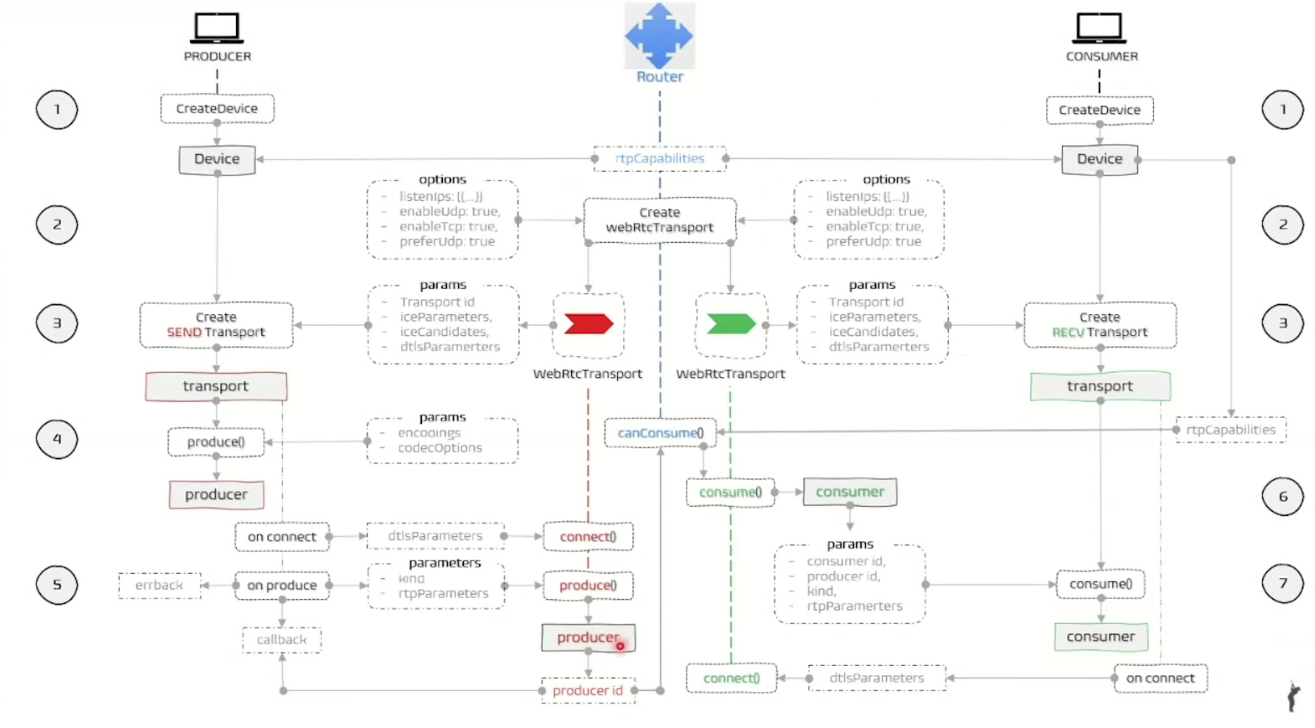 PRODUCER
Router
CONSUMER
1
CreateDevice
CreateDevice
1
Device
rtpCapabilities
Device
2
options
- listenIps: [{...}]
- enableUdp: true,
- enableTcp: true,
- preferUdp: true
Create
webRtcTransport
options
- listenIps: [{...}]
- enableUdp: true,
- enableTcp: true,
- preferUdp: true
2
3
Create
SEND Transport
params
- Transport id
- iceParameters,
- iceCandidates,
- dtlsParamerters
WebRtcTransport
WebRtcTransport
params
- Transport id
- iceParameters,
- iceCandidates,
- dtlsParamerters
Create
RECV Transport
3
transport
transport
4
produce()
params
- encodings
- codecOptions
canConsume()
rtpCapabilities
producer
consume()
consumer
6
on connect
dtlsParameters
connect()
params
- consumer id,
- producer id,
- kind,
- rtpParamerters
5
errback
on produce
parameters
- kind
- rtpParameters
produce()
consume()
7
callback
producer
consumer
producer id
connect()
dtlsParameters
on connect